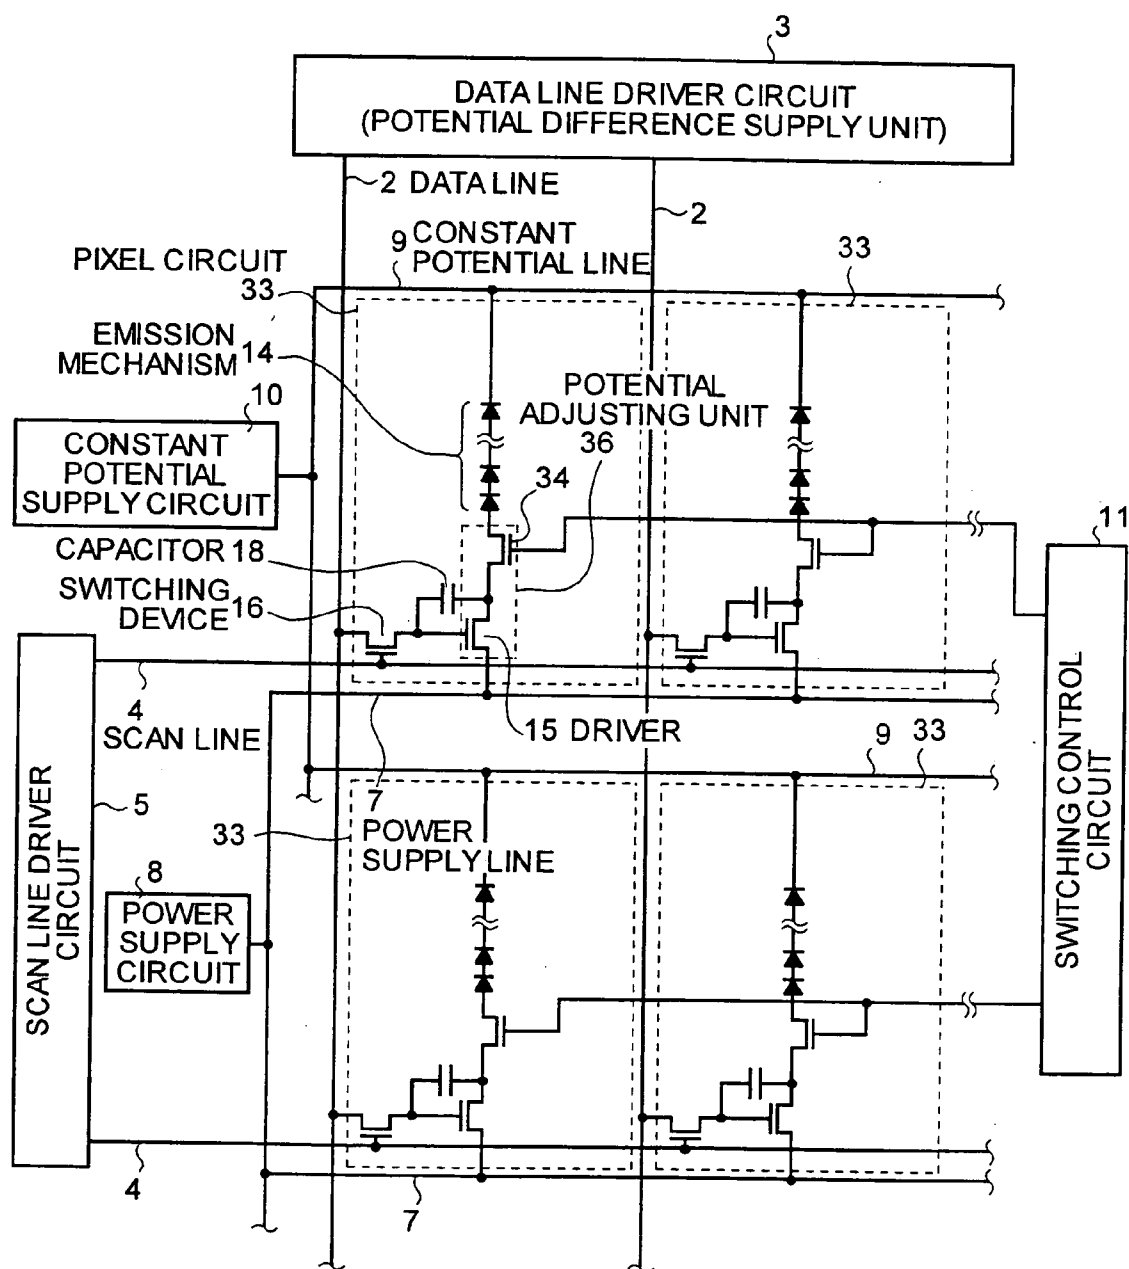 3
DATA LINE DRIVER CIRCUIT
(POTENTIAL DIFFERENCE SUPPLY UNIT)
2 DATA LINE
2
9 CONSTANT
POTENTIAL LINE
PIXEL CIRCUIT
33
33
EMISSION
MECHANISM 14
POTENTIAL
ADJUSTING UNIT
36
10
CONSTANT
POTENTIAL
SUPPLY CIRCUIT
34
11
CAPACITOR 18
SWITCHING
DEVICE 16
4
SCAN LINE
15 DRIVER
9
33
SWITCHING CONTROL
CIRCUIT
5
SCAN LINE DRIVER
CIRCUIT
7
POWER
SUPPLY LINE
33
8
POWER
SUPPLY
CIRCUIT
4
7